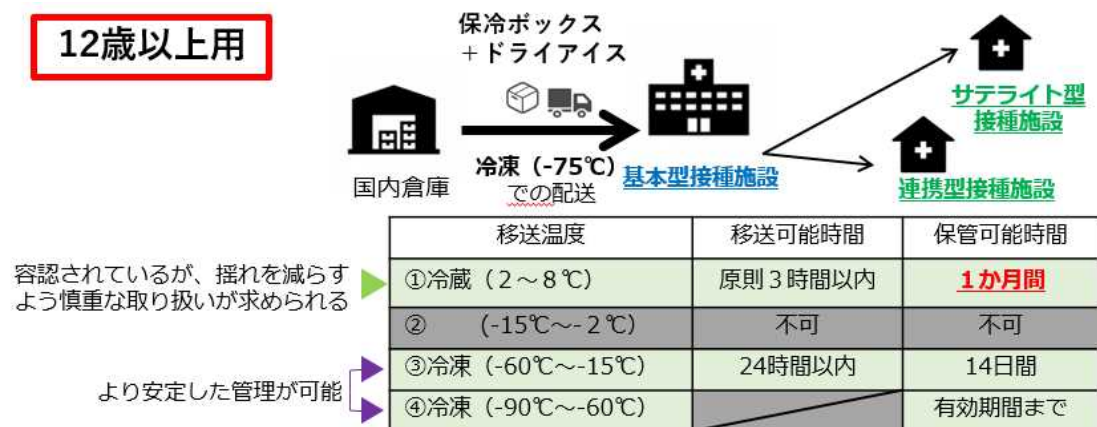 12歳以上用
保冷ボックス
＋ドライアイス
国内倉庫
冷凍（-75℃）
での配送
基本型接種施設
サテライト型
接種施設
連携型接種施設
移送温度 移送可能時間 保管可能時間
容認されているが、揺れを減らす
よう慎重な取り扱いが求められる
①冷蔵（２～８℃） 原則３時間以内 １か月間
② (-15℃～-２℃） 不可 不可
より安定した管理が可能
③冷凍（-60℃～-15℃） 24時間以内 14日間
④冷凍（-90℃～-60℃） 有効期間まで